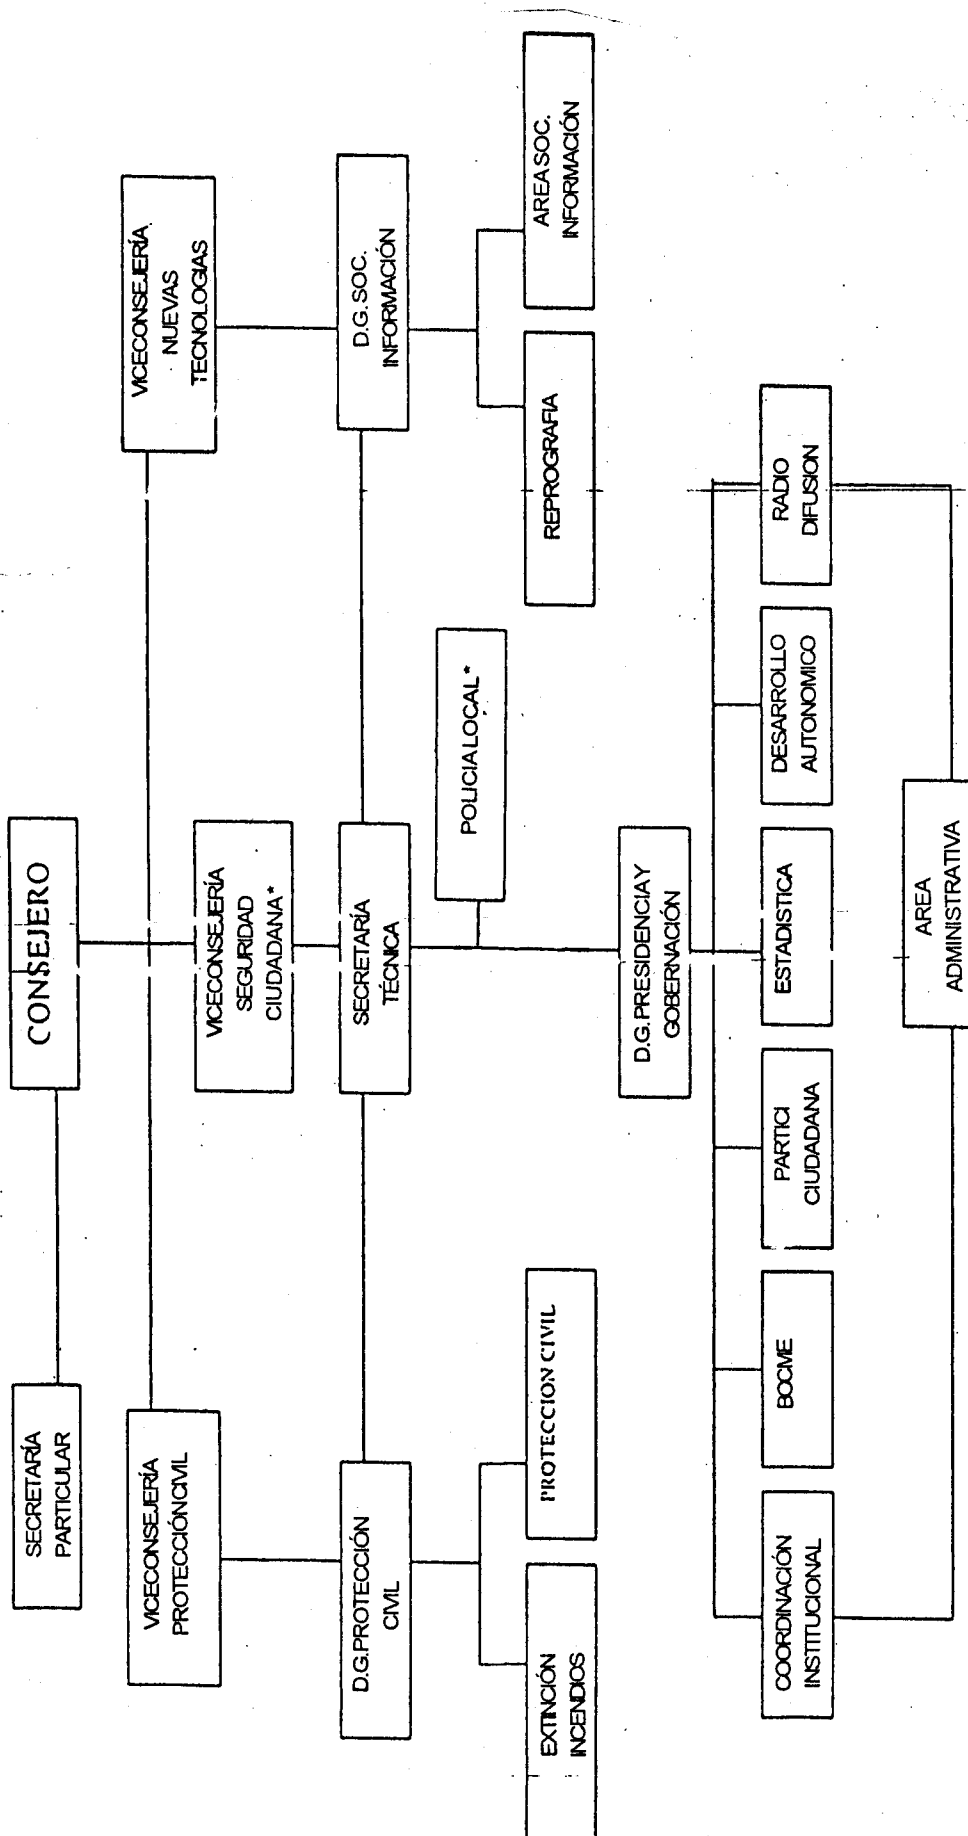 CONSEJERO
SECRETARÍA
PARTICULAR
VICECONSEJERÍA
PROTECCIÓN CIVIL
VICECONSEJERÍA
SEGURIDAD
CIUDADANA*
VICECONSEJERÍA
NUEVAS
TECNOLOGIAS
D.G. PROTECCIÓN
CIVIL
SECRETARÍA
TÉCNICA
D.G. SOC.
INFORMACIÓN
POLICIA LOCAL*
EXTINCIÓN
INCENDIOS
PROTECCION CIVIL
REPROGRAFIA
AREA SOC.
INFORMACIÓN
D.G. PRESIDENCIA Y
GOBERNACIÓN
COORDINACIÓN
INSTITUCIONAL
BOCME
PARTICI
CIUDADANA
ESTADISTICA
DESARROLLO
AUTONOMICO
RADIO
DIFUSION
AREA
ADMINISTRATIVA